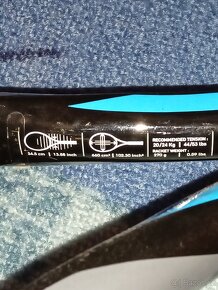 RECOMMENDED TENSION :
20/24 Kg | 44/53 lbs
RACKET WEIGHT :
34.5 cm | 13.58 inch 660 cm² | 102.30 inch² 270 g | 0.59 lbs